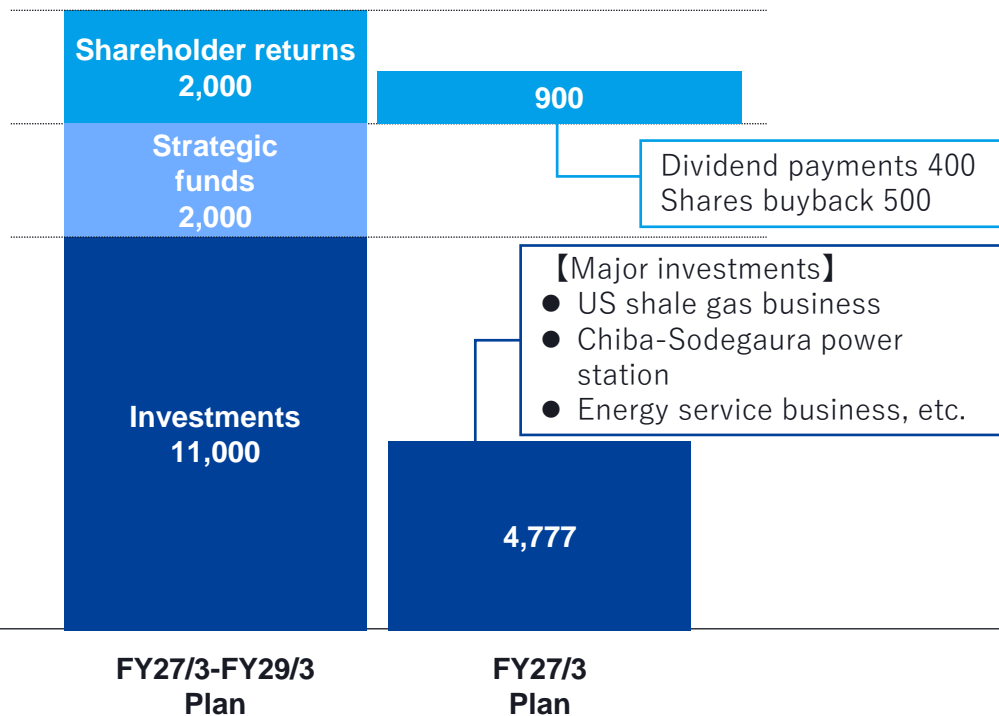 Shareholder returns
2,000
900
Strategic
funds
2,000
Dividend payments 400
Shares buyback 500
【Major investments】
● US shale gas business
● Chiba-Sodegaura power
station
● Energy service business, etc.
Investments
11,000
4,777
FY27/3-FY29/3
Plan
FY27/3
Plan